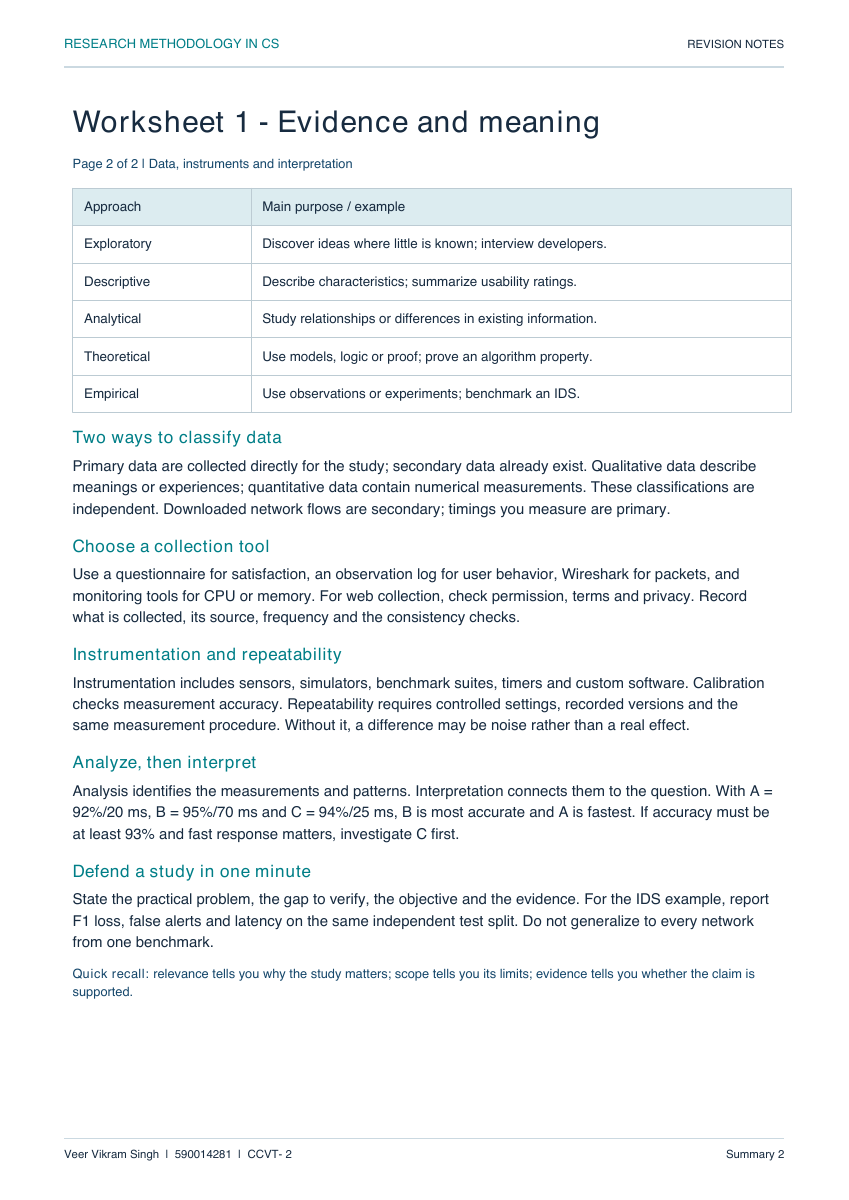 RESEARCH METHODOLOGY IN CS
REVISION NOTES
Worksheet 1 - Evidence and meaning
Page 2 of 2 | Data, instruments and interpretation
Approach Main purpose / example
Exploratory Discover ideas where little is known; interview developers.
Descriptive Describe characteristics; summarize usability ratings.
Analytical Study relationships or differences in existing information.
Theoretical Use models, logic or proof; prove an algorithm property.
Empirical Use observations or experiments; benchmark an IDS.
Two ways to classify data
Primary data are collected directly for the study; secondary data already exist. Qualitative data describe
meanings or experiences; quantitative data contain numerical measurements. These classifications are
independent. Downloaded network flows are secondary; timings you measure are primary.
Choose a collection tool
Use a questionnaire for satisfaction, an observation log for user behavior, Wireshark for packets, and
monitoring tools for CPU or memory. For web collection, check permission, terms and privacy. Record
what is collected, its source, frequency and the consistency checks.
Instrumentation and repeatability
Instrumentation includes sensors, simulators, benchmark suites, timers and custom software. Calibration
checks measurement accuracy. Repeatability requires controlled settings, recorded versions and the
same measurement procedure. Without it, a difference may be noise rather than a real effect.
Analyze, then interpret
Analysis identifies the measurements and patterns. Interpretation connects them to the question. With A =
92%/20 ms, B = 95%/70 ms and C = 94%/25 ms, B is most accurate and A is fastest. If accuracy must be
at least 93% and fast response matters, investigate C first.
Defend a study in one minute
State the practical problem, the gap to verify, the objective and the evidence. For the IDS example, report
F1 loss, false alerts and latency on the same independent test split. Do not generalize to every network
from one benchmark.
Quick recall: relevance tells you why the study matters; scope tells you its limits; evidence tells you whether the claim is
supported.
Veer Vikram Singh | 590014281 | CCVT- 2
Summary 2